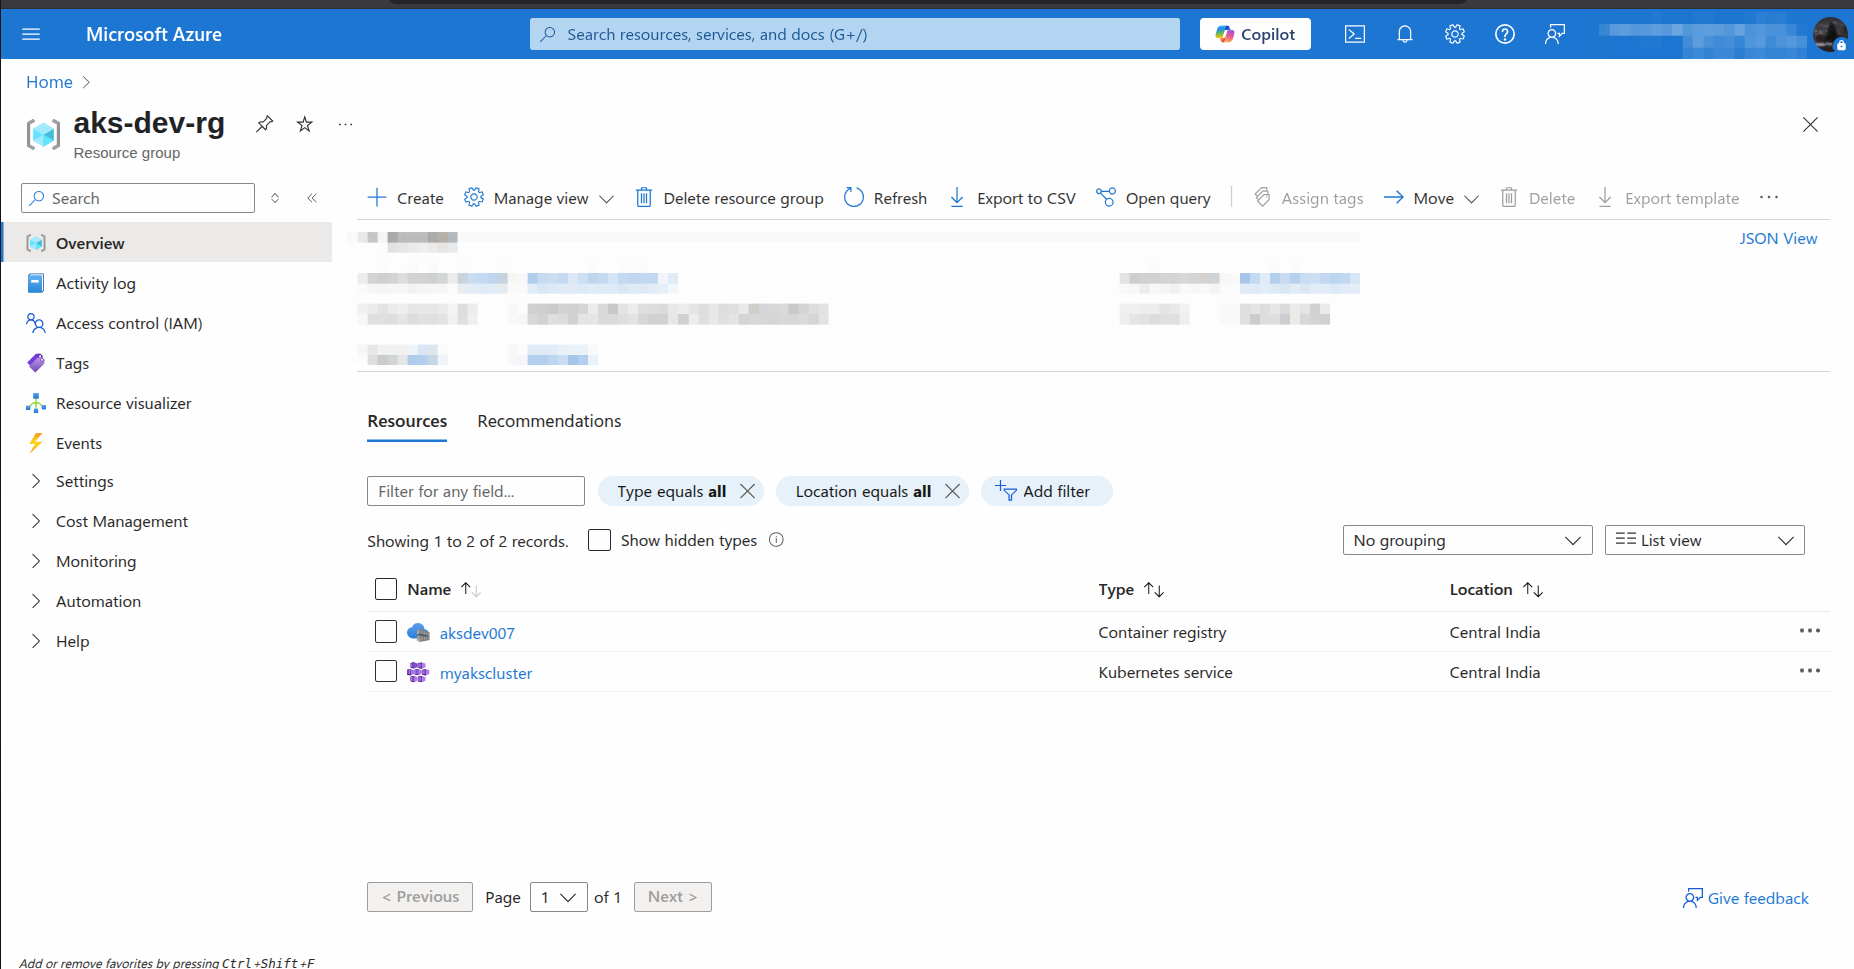 Microsoft Azure
Search resources, services, and docs (G+/)
Copilot
Home
aks-dev-rg
Resource group
Search
Create
Manage view
Delete resource group
Refresh
Export to CSV
Open query
Assign tags
Move
Delete
Export template
Overview
Activity log
Access control (IAM)
Tags
Resource visualizer
Events
Settings
Cost Management
Monitoring
Automation
Help
JSON View
Resources
Recommendations
Filter for any field...
Type equals all
Location equals all
Add filter
Showing 1 to 2 of 2 records.
Show hidden types
No grouping
List view
Name
Type
Location
aksdev007
Container registry
Central India
myakscluster
Kubernetes service
Central India
< Previous
Page
1
of 1
Next >
Give feedback
Add or remove favorites by pressing Ctrl+Shift+F